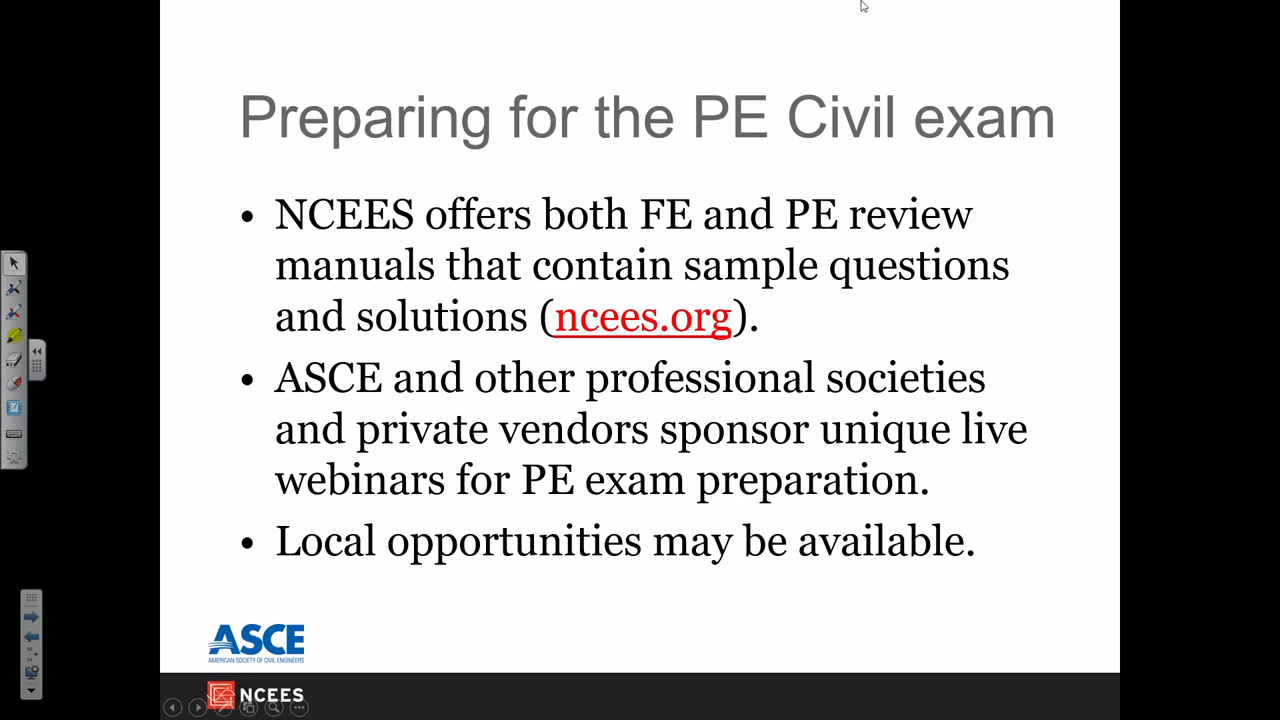 Preparing for the PE Civil exam
• NCEES offers both FE and PE review
manuals that contain sample questions
and solutions (ncees.org).
• ASCE and other professional societies
and private vendors sponsor unique live
webinars for PE exam preparation.
• Local opportunities may be available.
ASCE
AMERICAN SOCIETY OF CIVIL ENGINEERS
NCEES